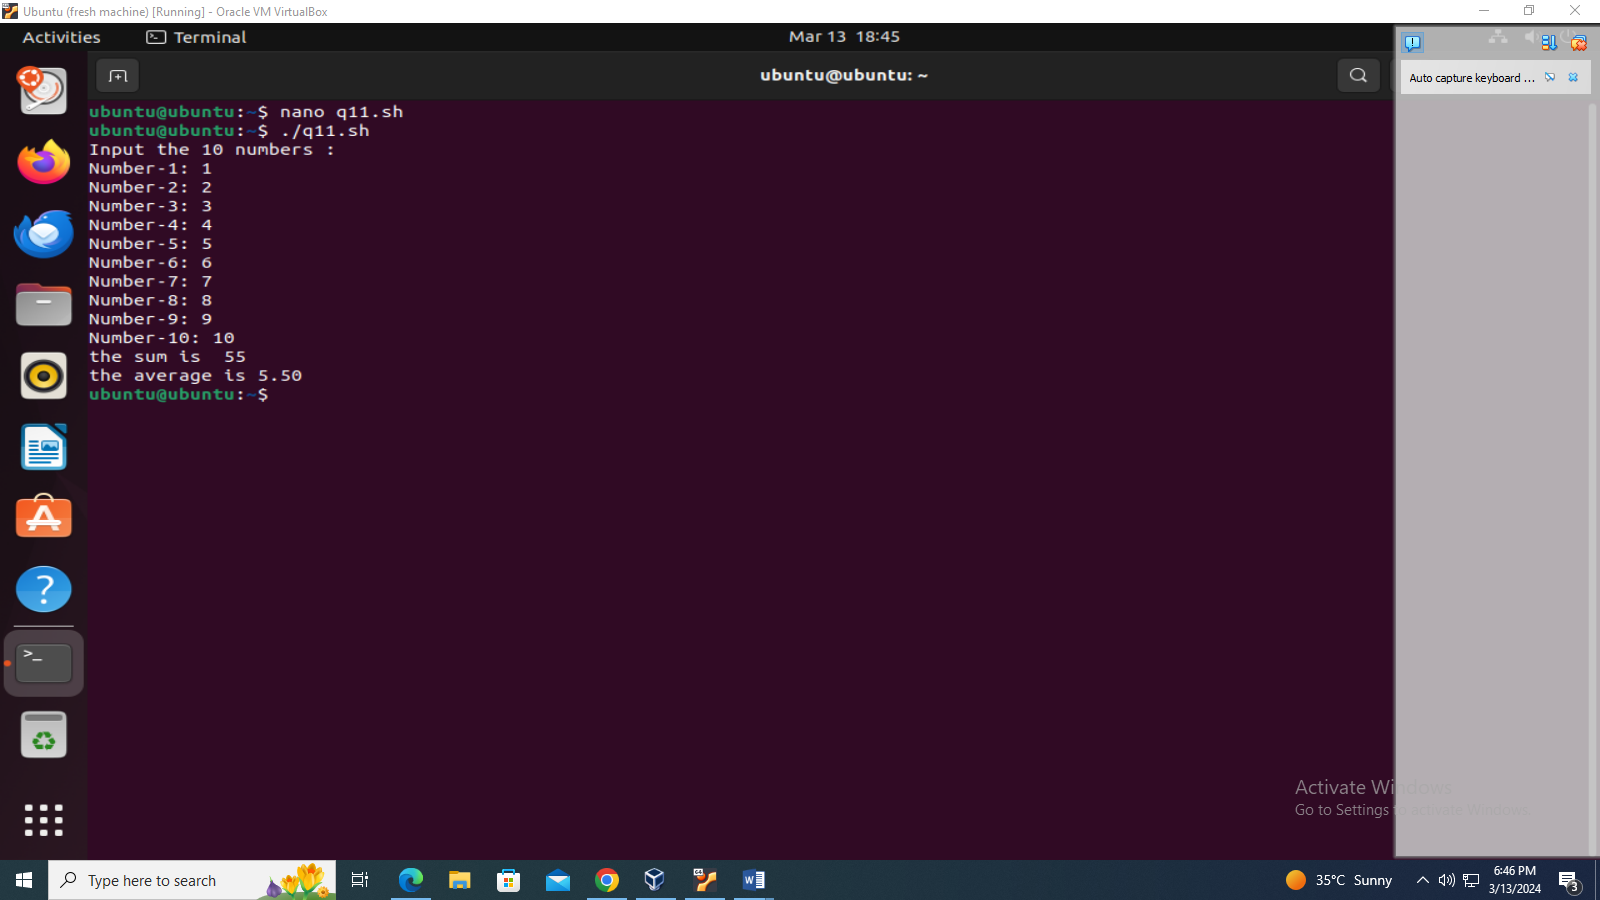 Ubuntu (fresh machine) [Running] - Oracle VM VirtualBox
Activities
Terminal
Mar 13 18:45
ubuntu@ubuntu: ~
Auto capture keyboard ...
ubuntu@ubuntu:~$ nano q11.sh
ubuntu@ubuntu:~$ ./q11.sh
Input the 10 numbers :
Number-1: 1
Number-2: 2
Number-3: 3
Number-4: 4
Number-5: 5
Number-6: 6
Number-7: 7
Number-8: 8
Number-9: 9
Number-10: 10
the sum is  55
the average is 5.50
ubuntu@ubuntu:~$
Activate Windows
Go to Settings to activate Windows.
Type here to search
35°C Sunny
6:46 PM
3/13/2024
3